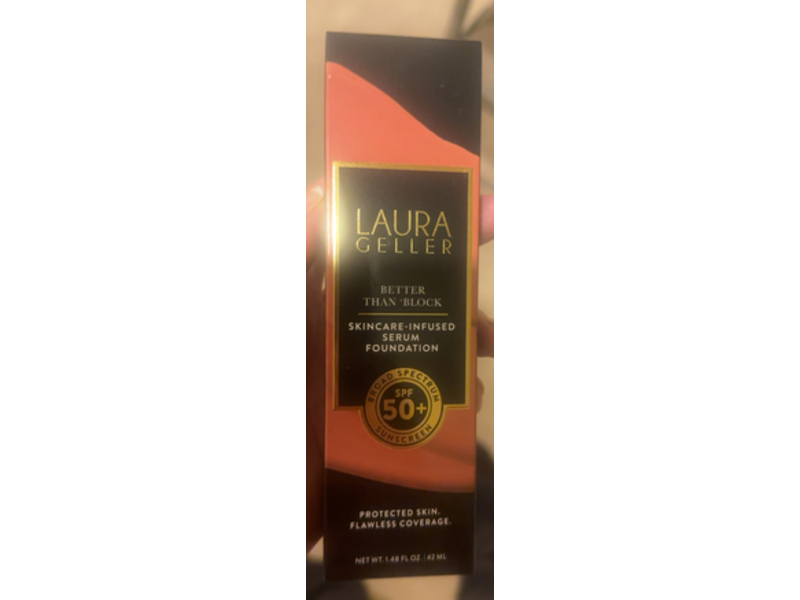 LAURA
GELLER
BETTER
THAN 'BLOCK
SKINCARE-INFUSED
SERUM
FOUNDATION
BROAD SPECTRUM
SPF
50+
SUNSCREEN
PROTECTED SKIN.
FLAWLESS COVERAGE.
NET WT. 1.48 FL OZ. | 42 ML